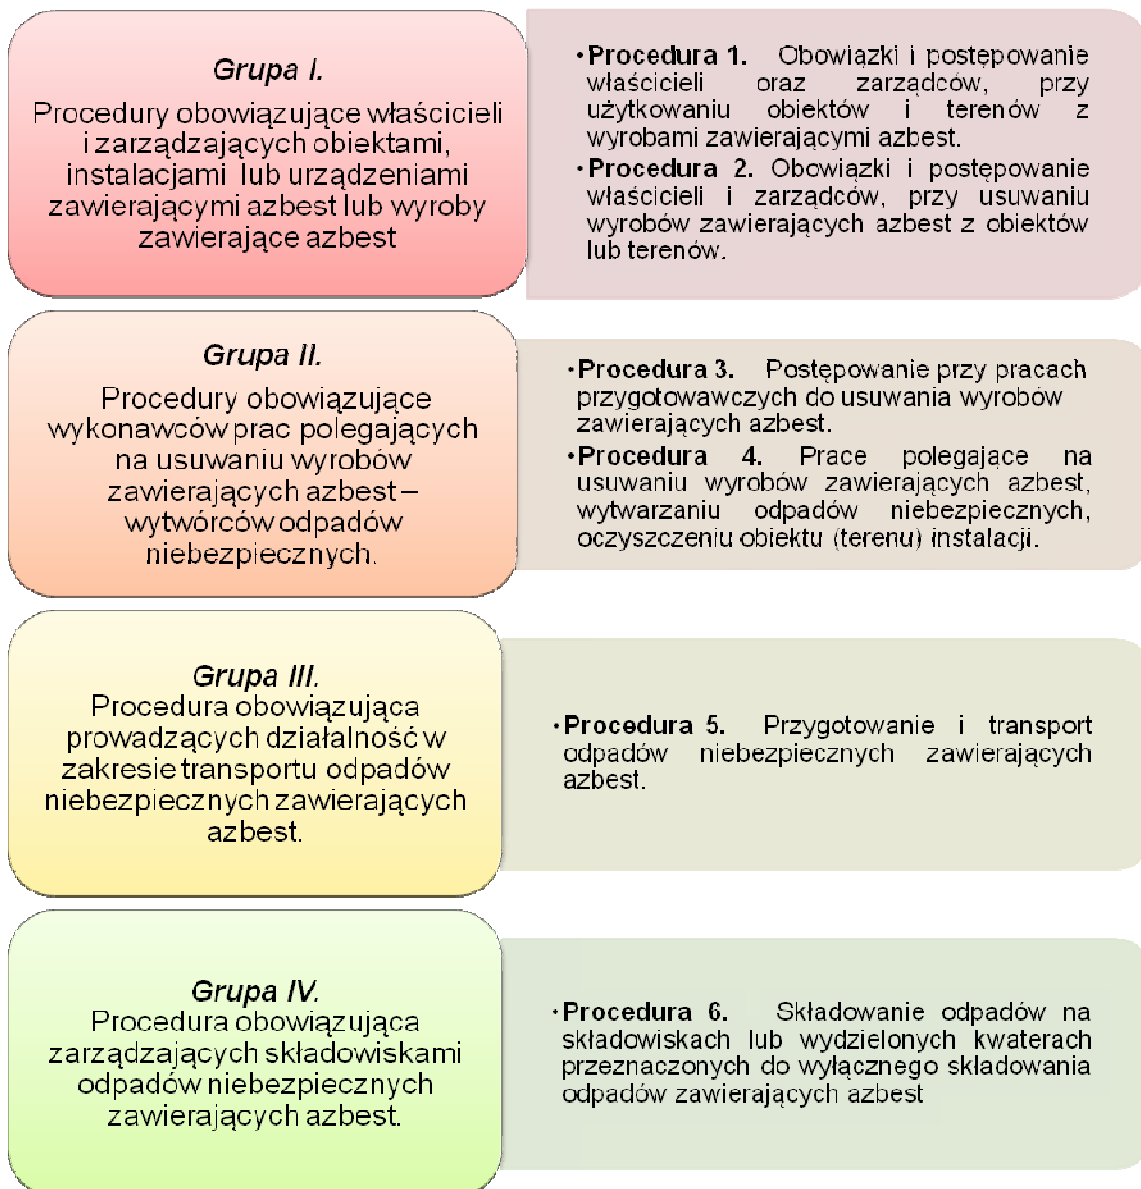 Grupa I.
Procedury obowiązujące właścicieli
i zarządzających obiektami,
instalacjami lub urządzeniami
zawierającymi azbest lub wyroby
zawierające azbest
•Procedura 1. Obowiązki i postępowanie
właścicieli oraz zarządców, przy
użytkowaniu obiektów i terenów z
wyrobami zawierającymi azbest.
•Procedura 2. Obowiązki i postępowanie
właścicieli i zarządców, przy usuwaniu
wyrobów zawierających azbest z obiektów
lub terenów.
Grupa II.
Procedury obowiązujące
wykonawców prac polegających
na usuwaniu wyrobów
zawierających azbest –
wytwórców odpadów
niebezpiecznych.
•Procedura 3. Postępowanie przy pracach
przygotowawczych do usuwania wyrobów
zawierających azbest.
•Procedura 4. Prace polegające na
usuwaniu wyrobów zawierających azbest,
wytwarzaniu odpadów niebezpiecznych,
oczyszczeniu obiektu (terenu) instalacji.
Grupa III.
Procedura obowiązująca
prowadzących działalność w
zakresie transportu odpadów
niebezpiecznych zawierających
azbest.
•Procedura 5. Przygotowanie i transport
odpadów niebezpiecznych zawierających
azbest.
Grupa IV.
Procedura obowiązująca
zarządzających składowiskami
odpadów niebezpiecznych
zawierających azbest.
•Procedura 6. Składowanie odpadów na
składowiskach lub wydzielonych kwaterach
przeznaczonych do wyłącznego składowania
odpadów zawierających azbest